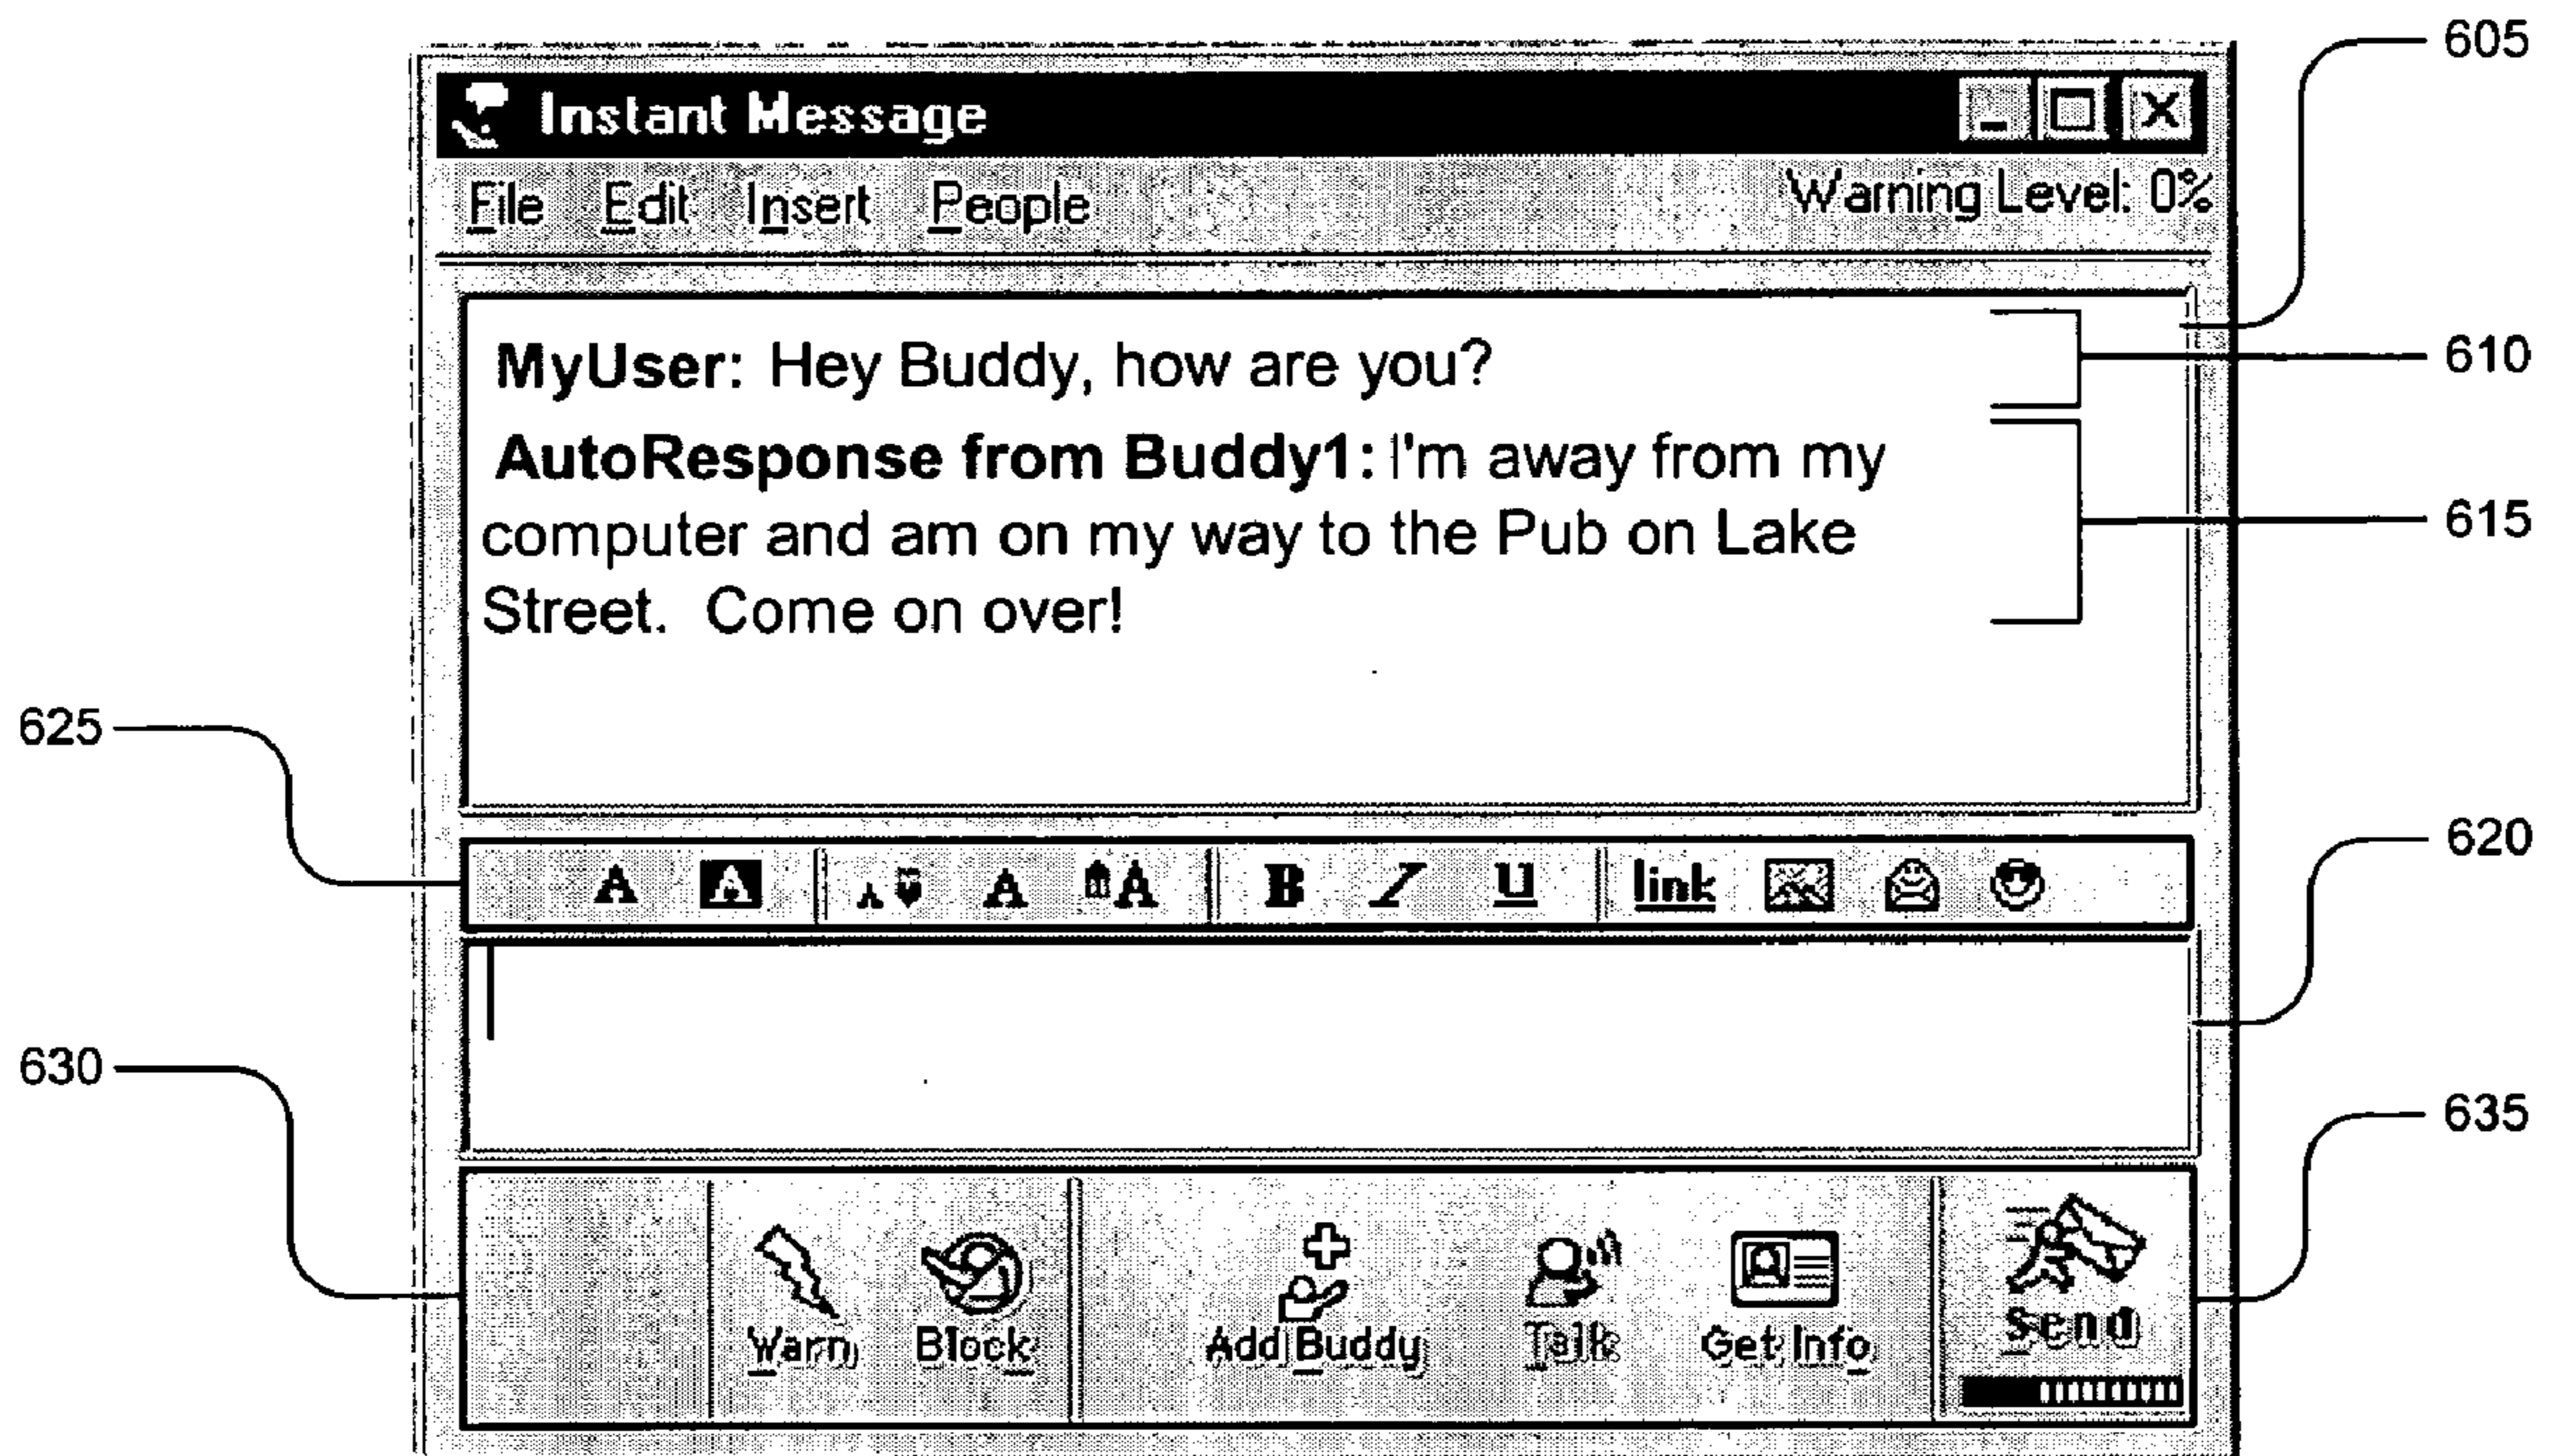 605
Instant Message
File Edit Insert People Warning Level: 0%
MyUser: Hey Buddy, how are you?
610
AutoResponse from Buddy1: I'm away from my
computer and am on my way to the Pub on Lake
615
Street.  Come on over!
625
620
A A A A A B I U link
630
635
Warn Block Add Buddy Talk Get Info Send